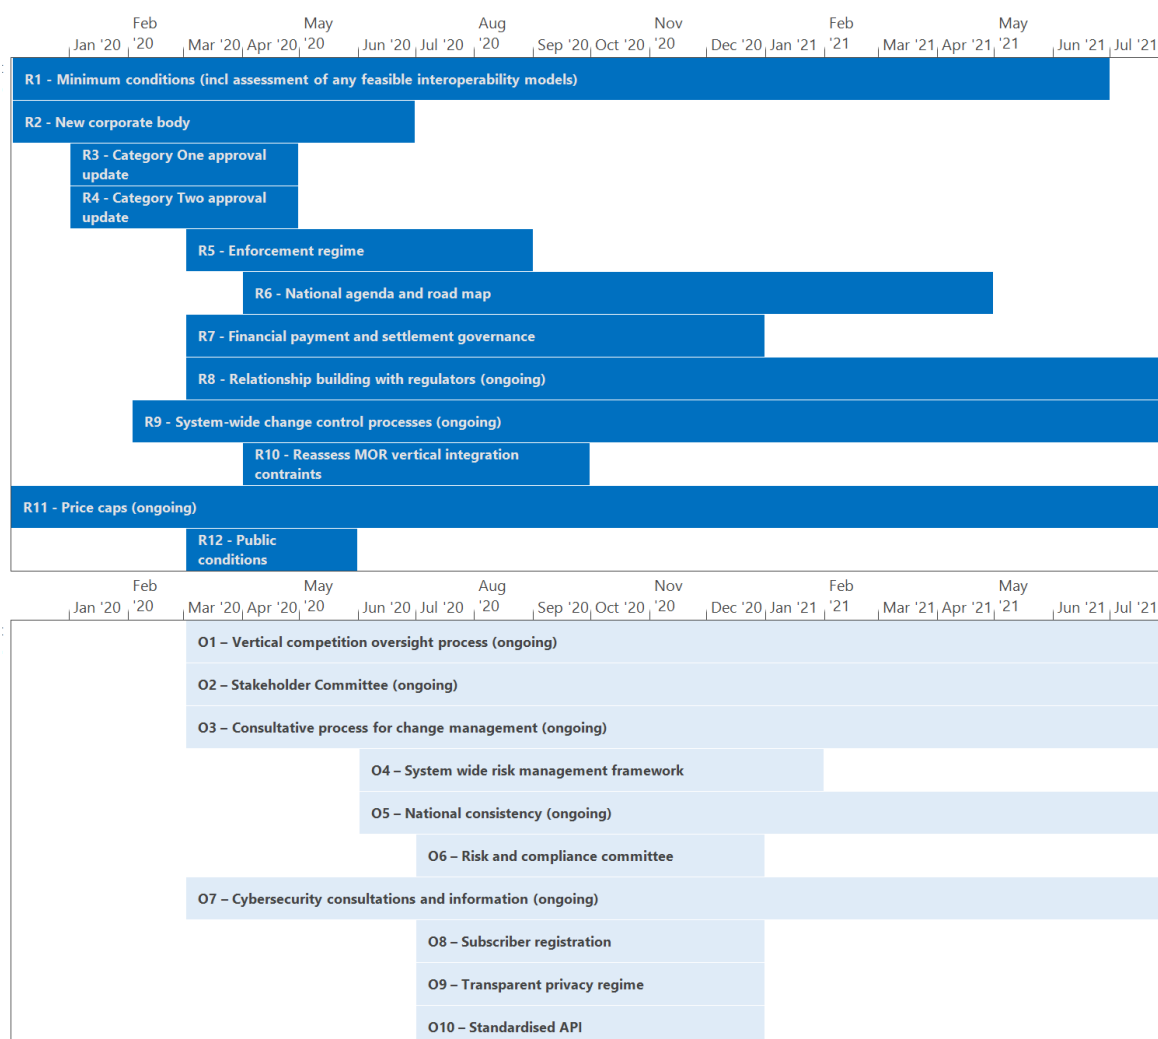 Feb May Aug Nov Feb May
Jan '20 '20 Mar '20 Apr '20 '20 Jun '20 Jul '20 '20 Sep '20 Oct '20 '20 Dec '20 Jan '21 '21 Mar '21 Apr '21 '21 Jun '21 Jul '21
R1 - Minimum conditions (incl assessment of any feasible interoperability models)
R2 - New corporate body
R3 - Category One approval
update
R4 - Category Two approval
update
R5 - Enforcement regime
R6 - National agenda and road map
R7 - Financial payment and settlement governance
R8 - Relationship building with regulators (ongoing)
R9 - System-wide change control processes (ongoing)
R10 - Reassess MOR vertical integration
contraints
R11 - Price caps (ongoing)
R12 - Public
conditions
Feb May Aug Nov Feb May
Jan '20 '20 Mar '20 Apr '20 '20 Jun '20 Jul '20 '20 Sep '20 Oct '20 '20 Dec '20 Jan '21 '21 Mar '21 Apr '21 '21 Jun '21 Jul '21
O1 – Vertical competition oversight process (ongoing)
O2 – Stakeholder Committee (ongoing)
O3 – Consultative process for change management (ongoing)
O4 – System wide risk management framework
O5 – National consistency (ongoing)
O6 – Risk and compliance committee
O7 – Cybersecurity consultations and information (ongoing)
O8 – Subscriber registration
O9 – Transparent privacy regime
O10 – Standardised API